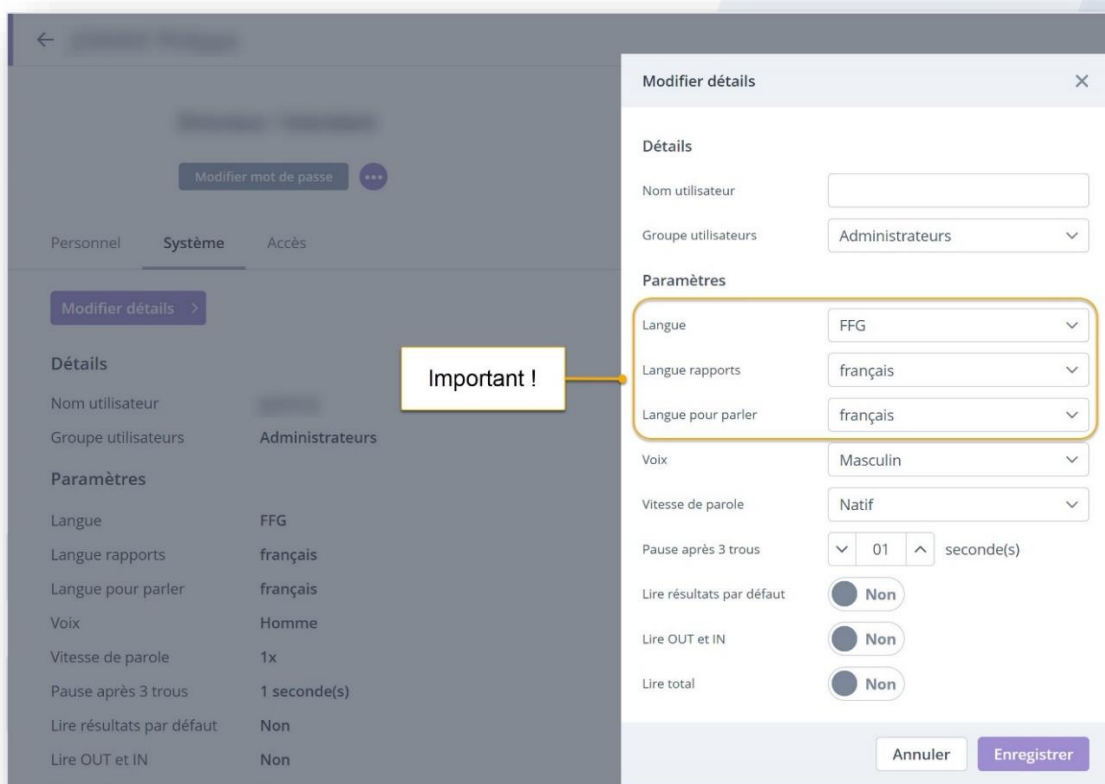 Modifier mot de passe
Personnel Système Accès
Modifier détails
Détails
Nom utilisateur
Groupe utilisateurs Administrateurs
Paramètres
Langue FFG
Langue rapports français
Langue pour parler français
Voix Homme
Vitesse de parole 1x
Pause après 3 trous 1 seconde(s)
Lire résultats par défaut Non
Lire OUT et IN Non
Important !
Modifier détails
Détails
Nom utilisateur
Groupe utilisateurs Administrateurs
Paramètres
Langue FFG
Langue rapports français
Langue pour parler français
Voix Masculin
Vitesse de parole Natif
Pause après 3 trous 01 seconde(s)
Lire résultats par défaut Non
Lire OUT et IN Non
Lire total Non
Annuler Enregistrer